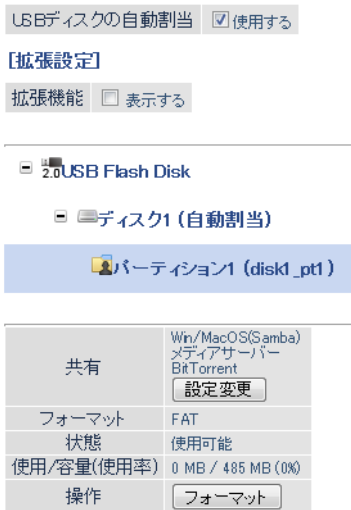 USBディスクの自動割当 使用する
[拡張設定]
拡張機能 表示する
2.0 USB Flash Disk
ディスク1 (自動割当)
パーティション1 (disk1_pt1)
共有
Win/MacOS(Samba)
メディアサーバー
BitTorrent
設定変更
フォーマット FAT
状態 使用可能
使用/容量(使用率) 0 MB / 485 MB (0%)
操作 フォーマット